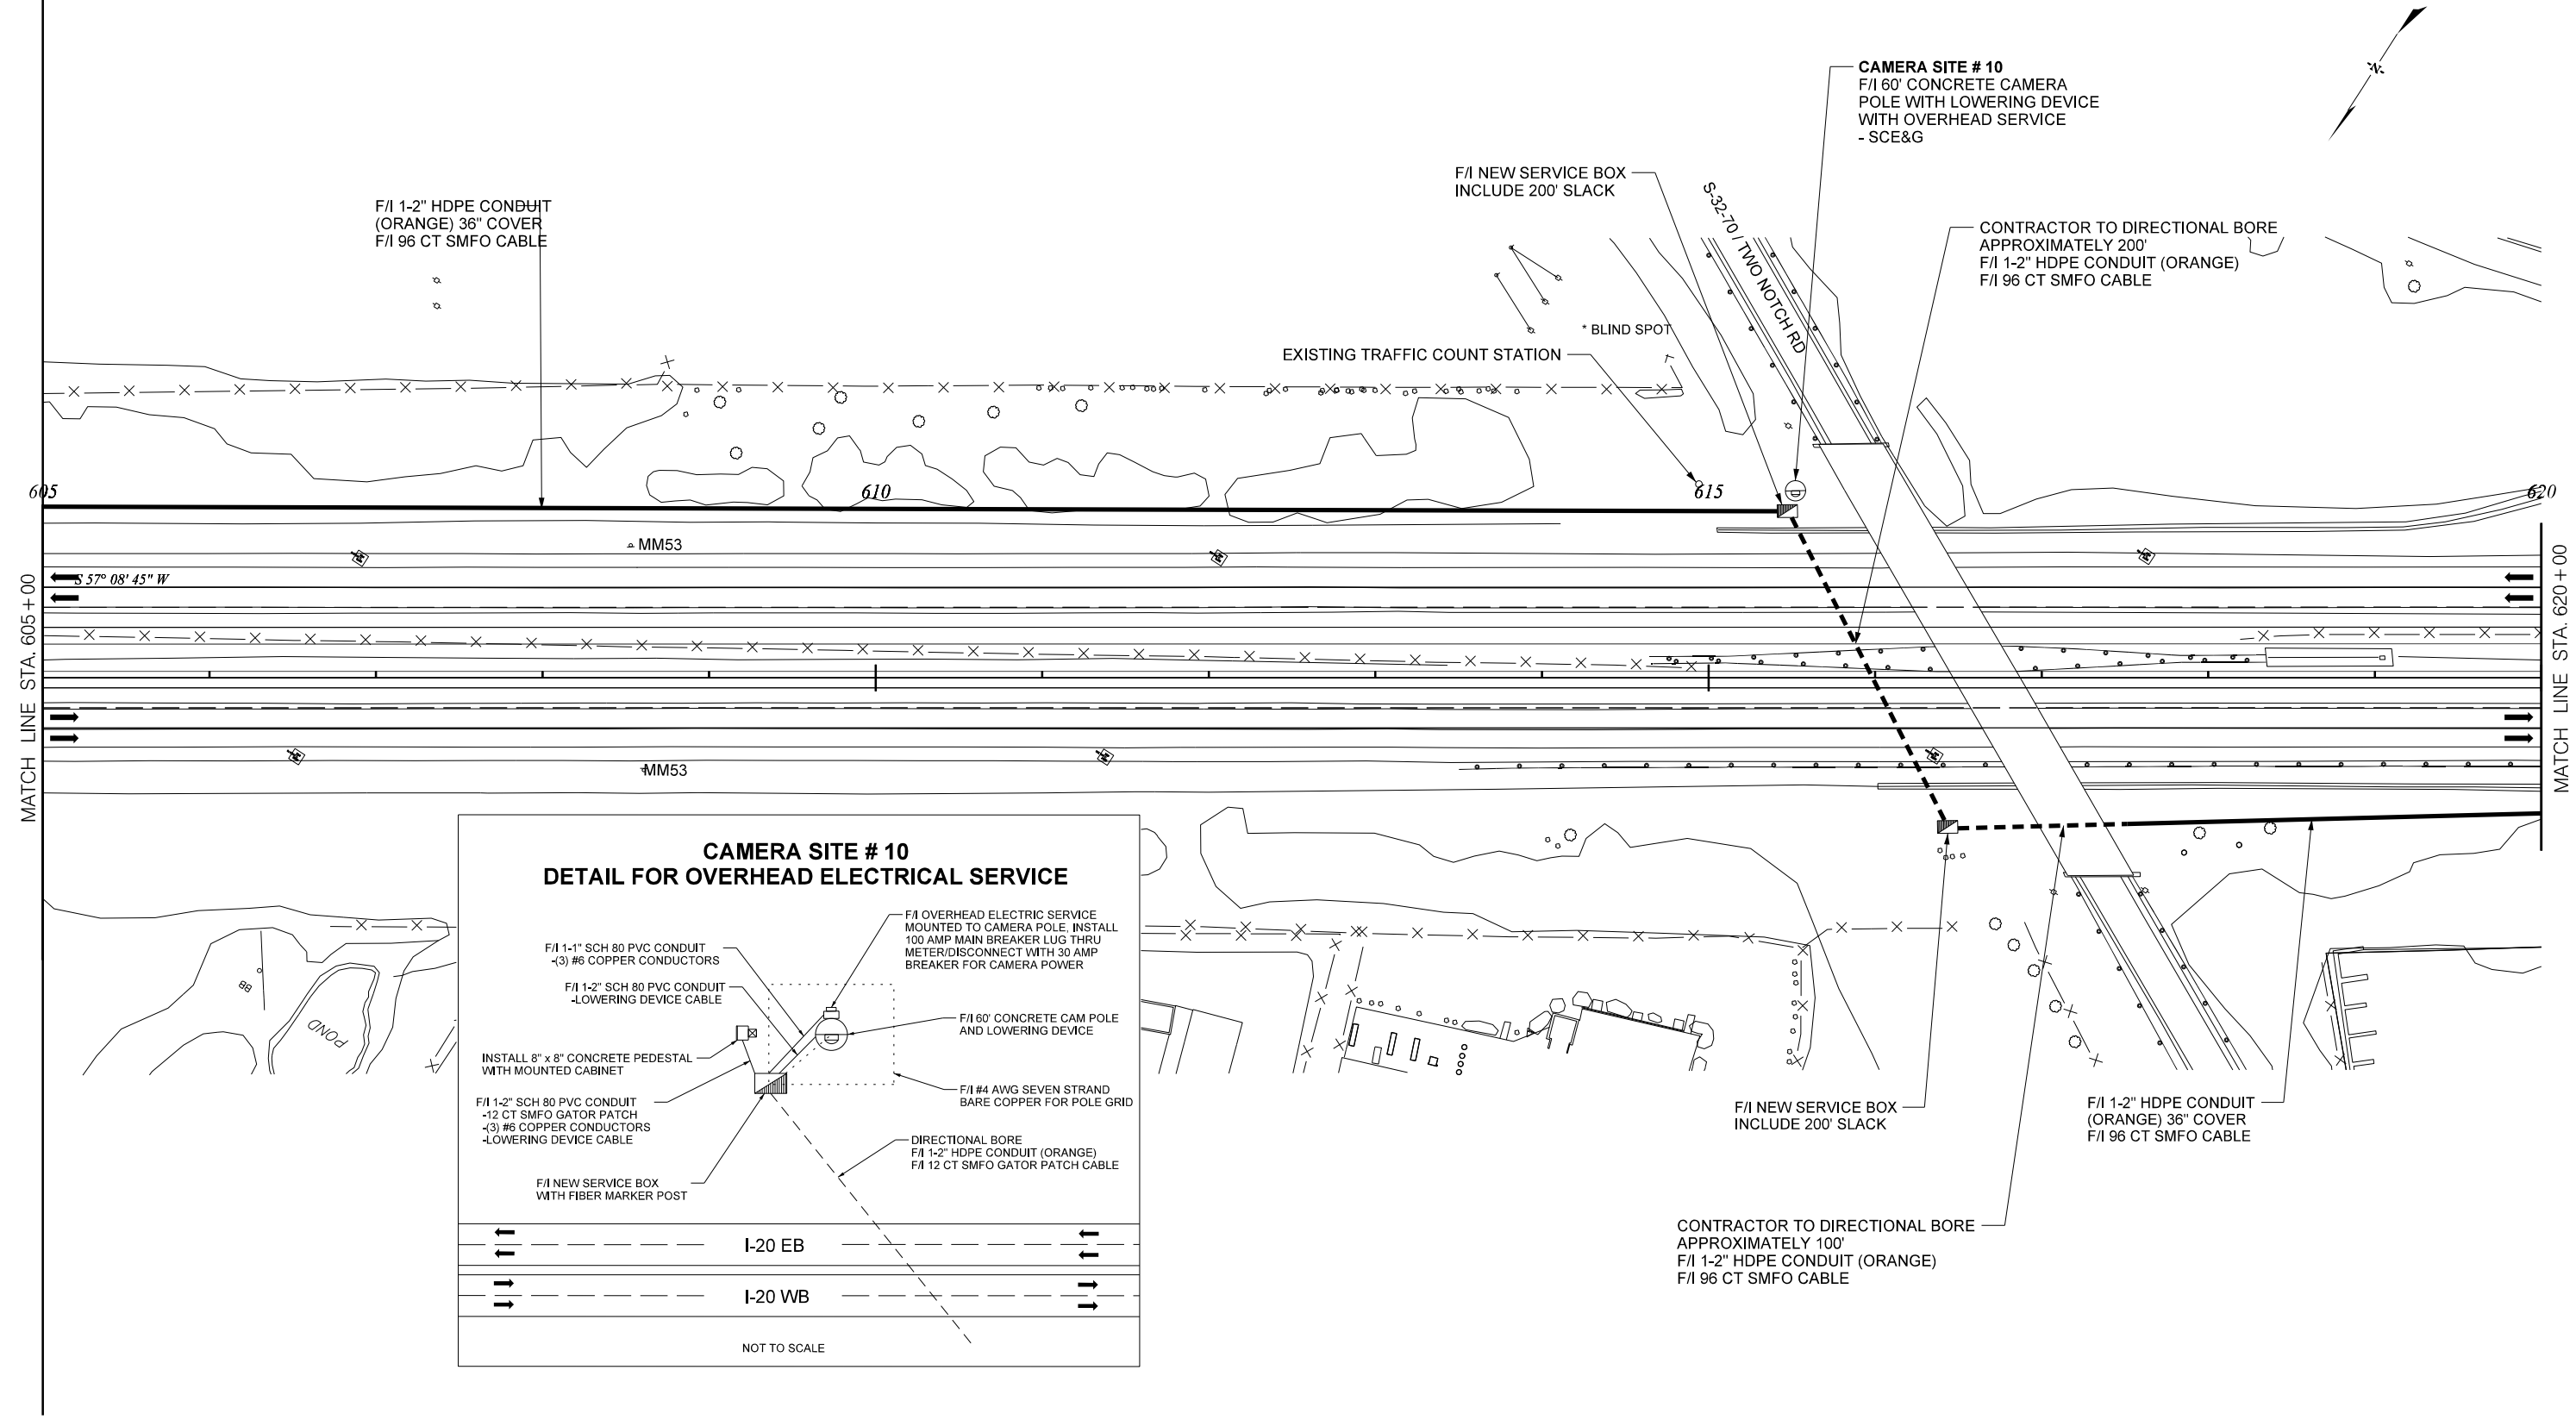 -N-
CAMERA SITE # 10
F/I 60' CONCRETE CAMERA
POLE WITH LOWERING DEVICE
WITH OVERHEAD SERVICE
- SCE&G
F/I NEW SERVICE BOX
INCLUDE 200' SLACK
S-32-70 / TWO NOTCH RD
F/I 1-2" HDPE CONDUIT
(ORANGE) 36" COVER
F/I 96 CT SMFO CABLE
CONTRACTOR TO DIRECTIONAL BORE
APPROXIMATELY 200'
F/I 1-2" HDPE CONDUIT (ORANGE)
F/I 96 CT SMFO CABLE
* BLIND SPOT
EXISTING TRAFFIC COUNT STATION
605
610
615
620
MM53
S 57° 08' 45" W
MATCH LINE STA. 605+00
MATCH LINE STA. 620+00
MM53
CAMERA SITE # 10
DETAIL FOR OVERHEAD ELECTRICAL SERVICE
F/I OVERHEAD ELECTRIC SERVICE
MOUNTED TO CAMERA POLE, INSTALL
100 AMP MAIN BREAKER LUG THRU
METER/DISCONNECT WITH 30 AMP
BREAKER FOR CAMERA POWER
F/I 1-1" SCH 80 PVC CONDUIT
-(3) #6 COPPER CONDUCTORS
F/I 1-2" SCH 80 PVC CONDUIT
-LOWERING DEVICE CABLE
F/I 60' CONCRETE CAM POLE
AND LOWERING DEVICE
INSTALL 8" x 8" CONCRETE PEDESTAL
WITH MOUNTED CABINET
F/I #4 AWG SEVEN STRAND
BARE COPPER FOR POLE GRID
F/I 1-2" SCH 80 PVC CONDUIT
-12 CT SMFO GATOR PATCH
-(3) #6 COPPER CONDUCTORS
-LOWERING DEVICE CABLE
DIRECTIONAL BORE
F/I 1-2" HDPE CONDUIT (ORANGE)
F/I 12 CT SMFO GATOR PATCH CABLE
F/I NEW SERVICE BOX
WITH FIBER MARKER POST
I-20 EB
I-20 WB
NOT TO SCALE
BB
POND
F/I NEW SERVICE BOX
INCLUDE 200' SLACK
F/I 1-2" HDPE CONDUIT
(ORANGE) 36" COVER
F/I 96 CT SMFO CABLE
CONTRACTOR TO DIRECTIONAL BORE
APPROXIMATELY 100'
F/I 1-2" HDPE CONDUIT (ORANGE)
F/I 96 CT SMFO CABLE